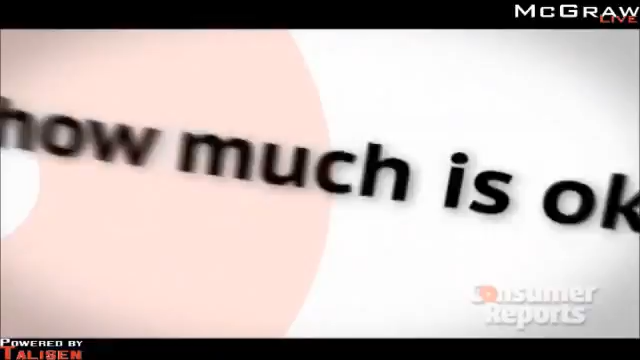 McGraw
LIVE
how much is ok
Consumer
Reports
Powered by
Talisen